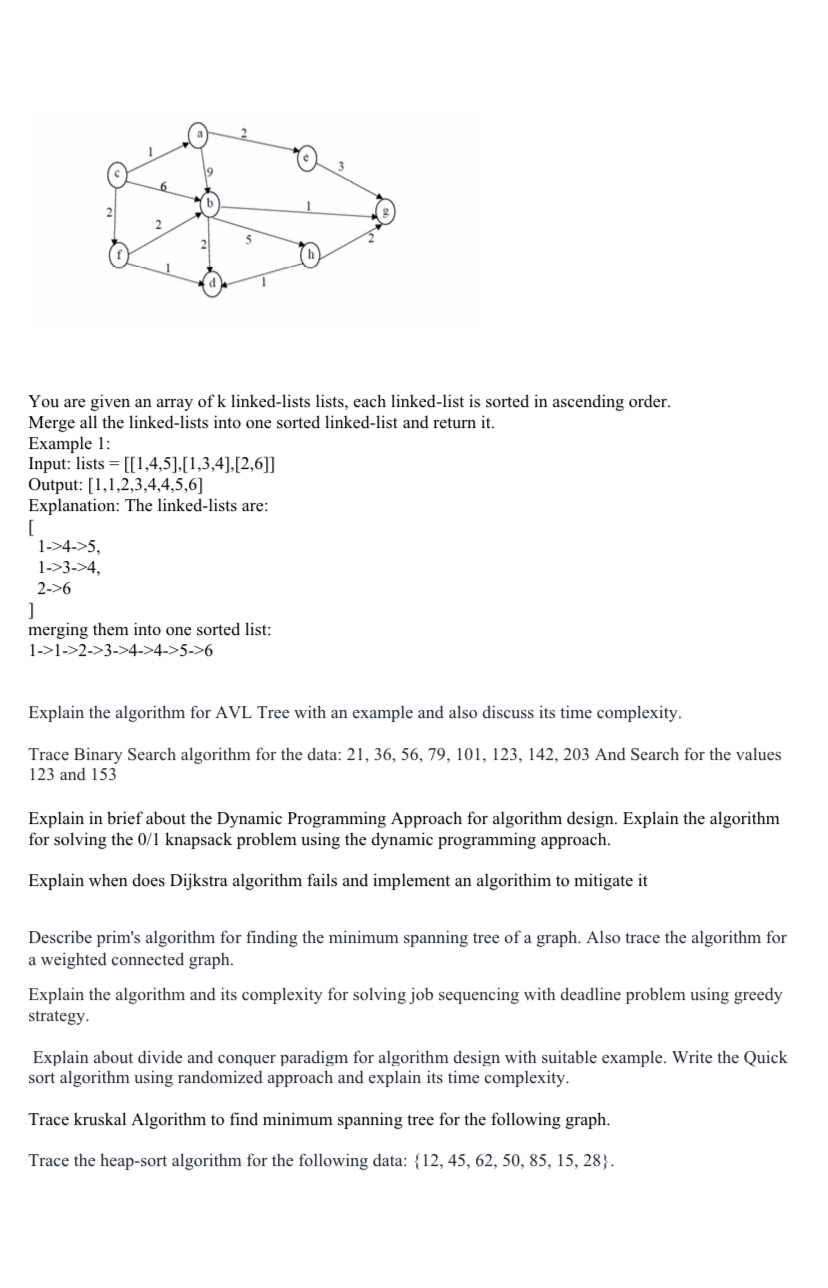 a
2
1
e
3
c
9
6
b
1
g
2
2
5
2
2
f
h
1
d
1
You are given an array of k linked-lists lists, each linked-list is sorted in ascending order.
Merge all the linked-lists into one sorted linked-list and return it.
Example 1:
Input: lists = [[1,4,5],[1,3,4],[2,6]]
Output: [1,1,2,3,4,4,5,6]
Explanation: The linked-lists are:
[
1->4->5,
1->3->4,
2->6
]
merging them into one sorted list:
1->1->2->3->4->4->5->6
Explain the algorithm for AVL Tree with an example and also discuss its time complexity.
Trace Binary Search algorithm for the data: 21, 36, 56, 79, 101, 123, 142, 203 And Search for the values
123 and 153
Explain in brief about the Dynamic Programming Approach for algorithm design. Explain the algorithm
for solving the 0/1 knapsack problem using the dynamic programming approach.
Explain when does Dijkstra algorithm fails and implement an algorithim to mitigate it
Describe prim's algorithm for finding the minimum spanning tree of a graph. Also trace the algorithm for
a weighted connected graph.
Explain the algorithm and its complexity for solving job sequencing with deadline problem using greedy
strategy.
Explain about divide and conquer paradigm for algorithm design with suitable example. Write the Quick
sort algorithm using randomized approach and explain its time complexity.
Trace kruskal Algorithm to find minimum spanning tree for the following graph.
Trace the heap-sort algorithm for the following data: {12, 45, 62, 50, 85, 15, 28}.